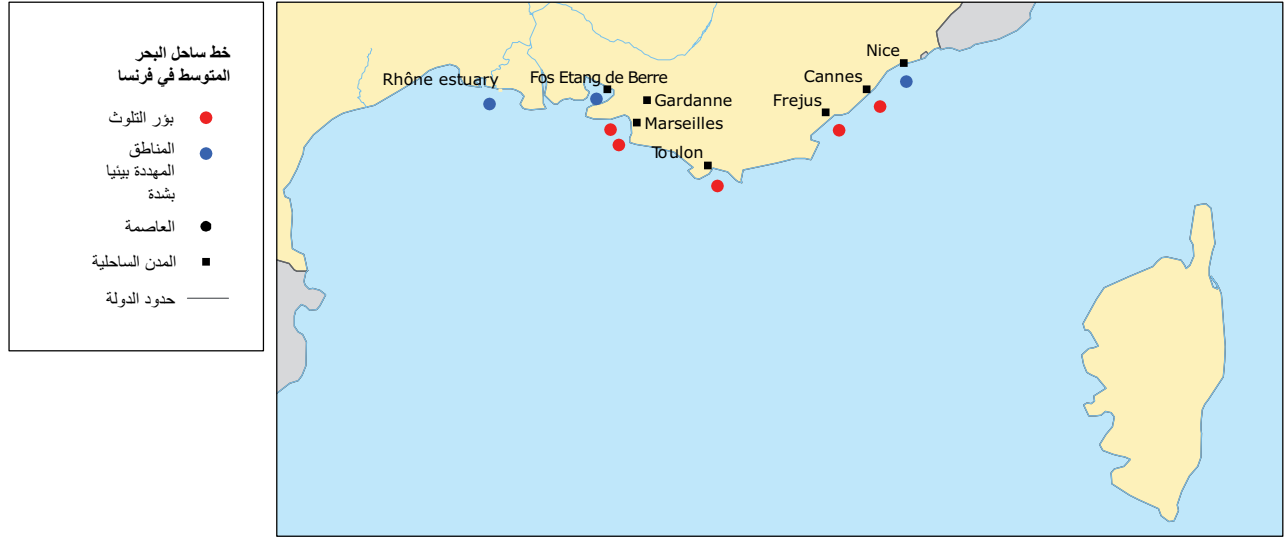 خط ساحل البحر
المتوسط في فرنسا
بؤر التلوث
المناطق
المهددة بيئيا
بشدة
العاصمة
المدن الساحلية
حدود الدولة
Nice
Rhône estuary
Fos Etang de Berre
Cannes
Gardanne
Frejus
Marseilles
Toulon